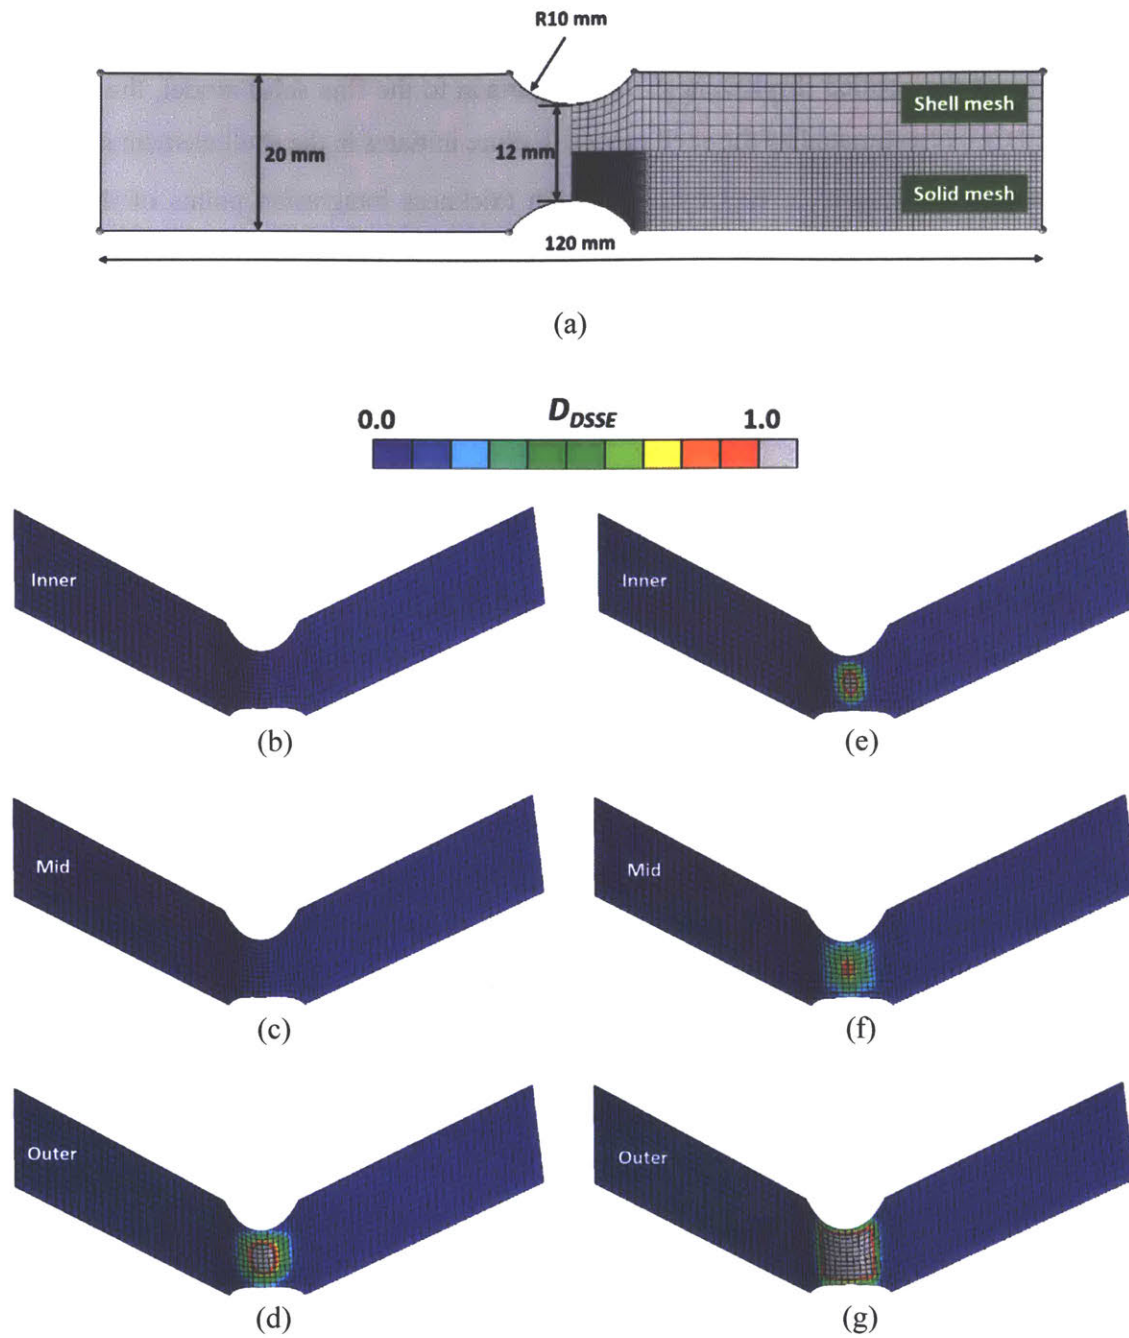 R10 mm
Shell mesh
20 mm
12 mm
Solid mesh
120 mm
(a)
0.0 D_DSSE 1.0
Inner
Inner
(b)
(e)
Mid
Mid
(c)
(f)
Outer
Outer
(d)
(g)